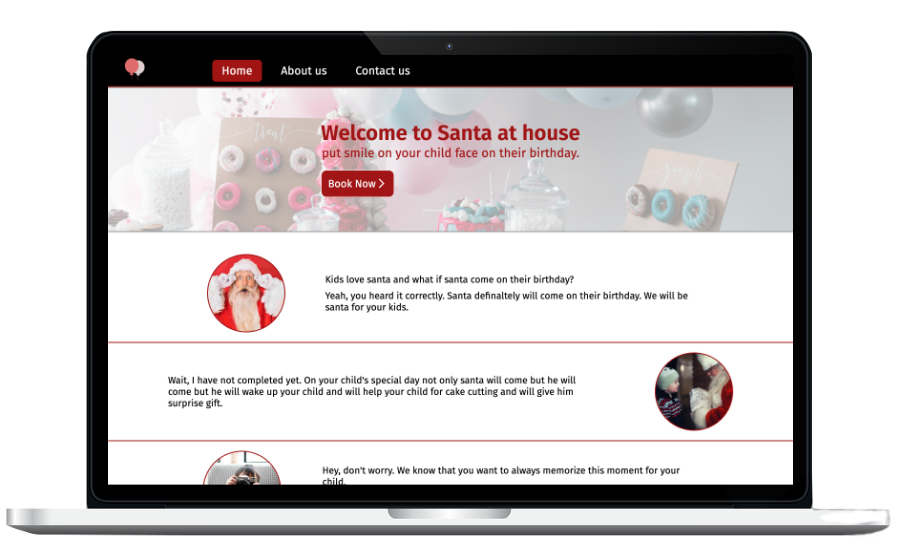 Home About us Contact us
Treat
Welcome to Santa at house
put smile on your child face on their birthday.
Book Now
Kids love santa and what if santa come on their birthday?
Yeah, you heard it correctly. Santa definaltely will come on their birthday. We will be
santa for your kids.
Wait, I have not completed yet. On your child's special day not only santa will come but he will
come but he will wake up your child and will help your child for cake cutting and will give him
surprise gift.
Hey, don't worry. We know that you want to always memorize this moment for your
child.